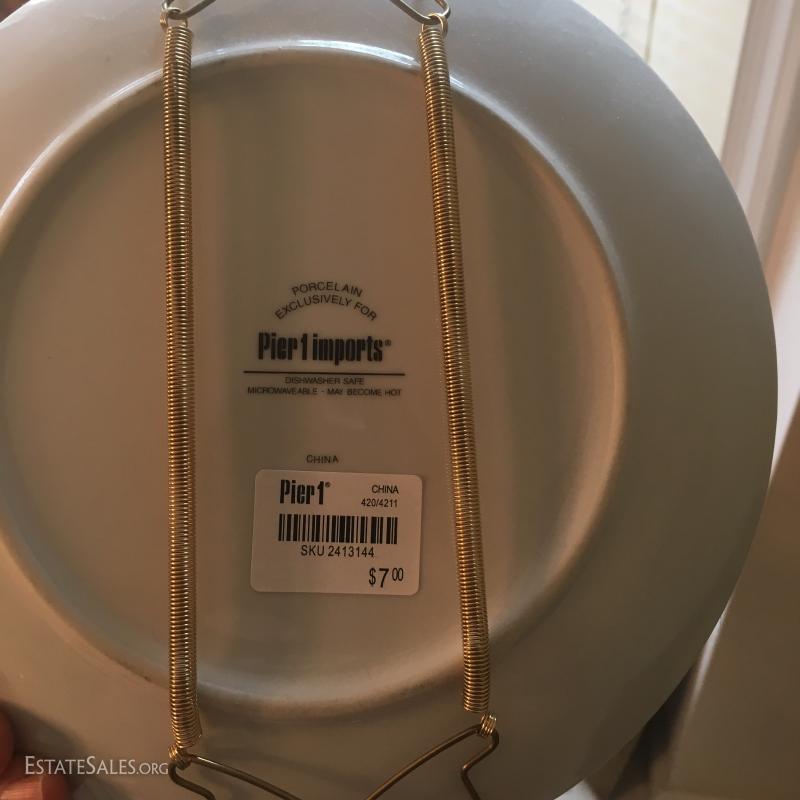 PORCELAIN
EXCLUSIVELY FOR
Pier 1 imports®
DISHWASHER SAFE
MICROWAVEABLE - MAY BECOME HOT
CHINA
Pier 1®
CHINA
420/4211
SKU 2413144
$7.00
ESTATESALES.ORG